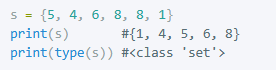 s = {5, 4, 6, 8, 8, 1}
print(s)       #{1, 4, 5, 6, 8}
print(type(s)) #<class 'set'>